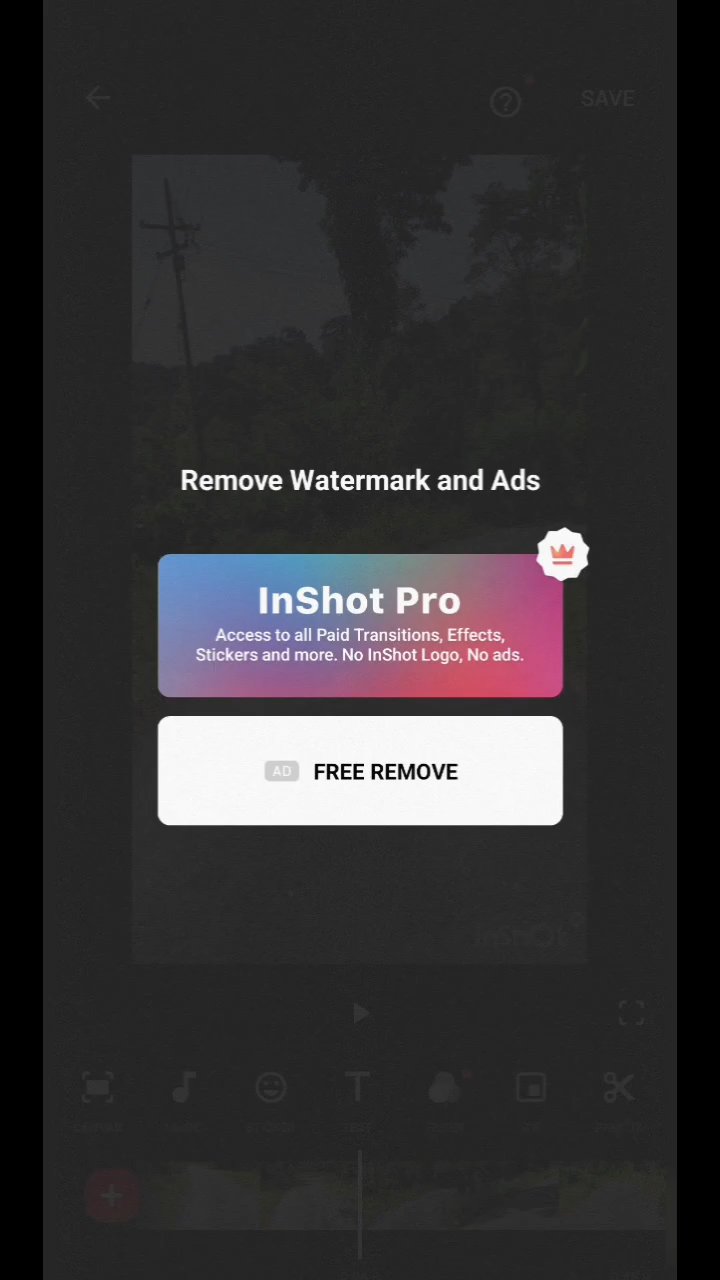 SAVE
Remove Watermark and Ads
InShot Pro
Access to all Paid Transitions, Effects,
Stickers and more. No InShot Logo, No ads.
AD FREE REMOVE
InShOt